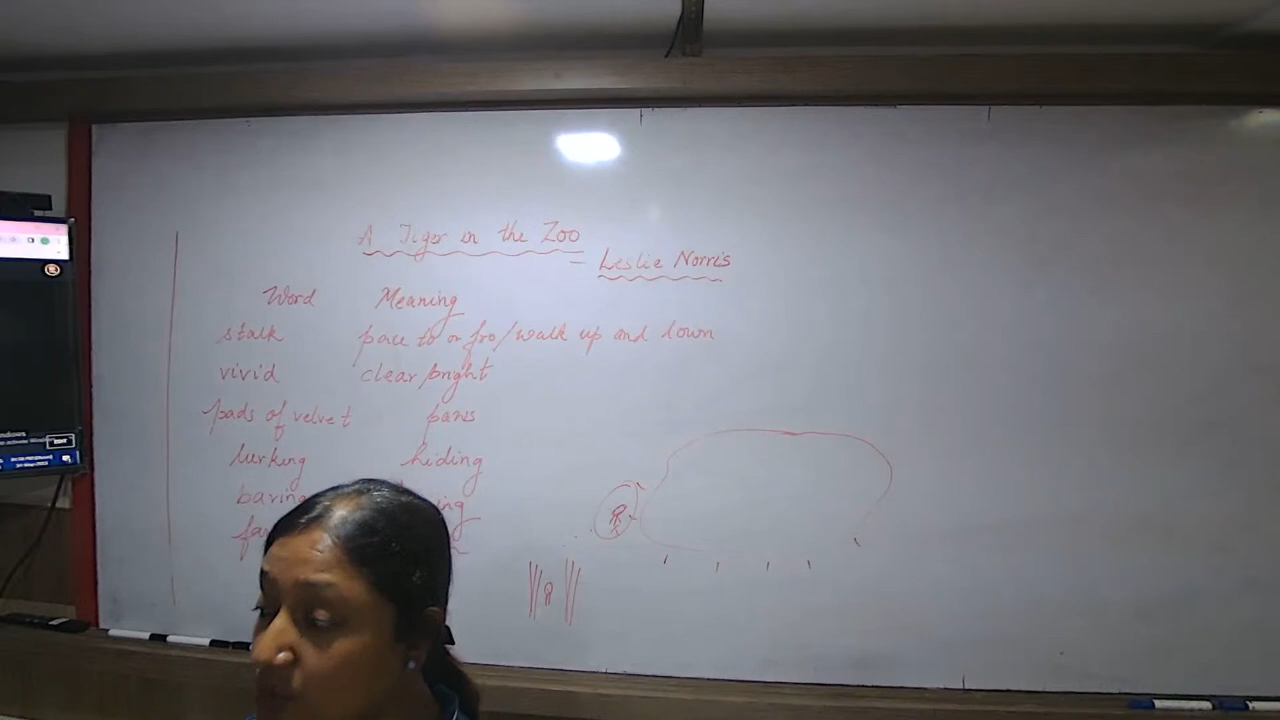 A Tiger in the Zoo
- Leslie Norris
Word Meaning
stalk pace to or fro/walk up and down
vivid clear/bright
pads of velvet paws
lurking hiding
baring